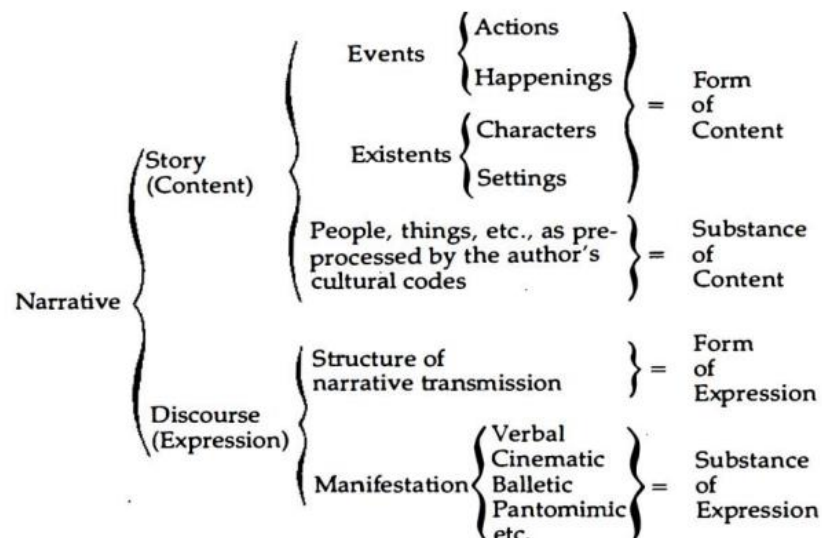 Narrative
Story
(Content)
Events
Actions
Happenings
Existents
Characters
Settings
= Form
of
Content
People, things, etc., as pre-
processed by the author's
cultural codes
= Substance
of
Content
Discourse
(Expression)
Structure of
narrative transmission
= Form
of
Expression
Manifestation
Verbal
Cinematic
Balletic
Pantomimic
etc.
= Substance
of
Expression